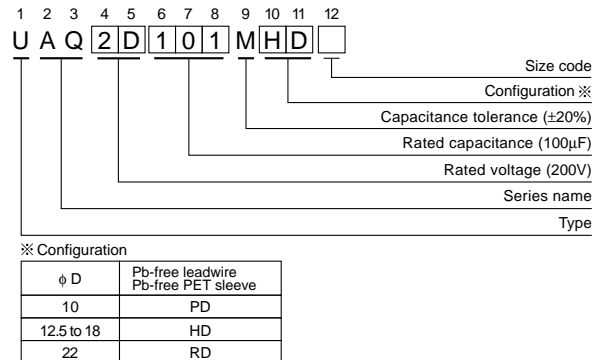 1 2 3 4 5 6 7 8 9 10 11 12
U A Q 2 D 1 0 1 M H D
Size code
Configuration ※
Capacitance tolerance (±20%)
Rated capacitance (100µF)
Rated voltage (200V)
Series name
Type
※ Configuration
ϕ D Pb-free leadwire
Pb-free PET sleeve
10 PD
12.5 to 18 HD
22 RD